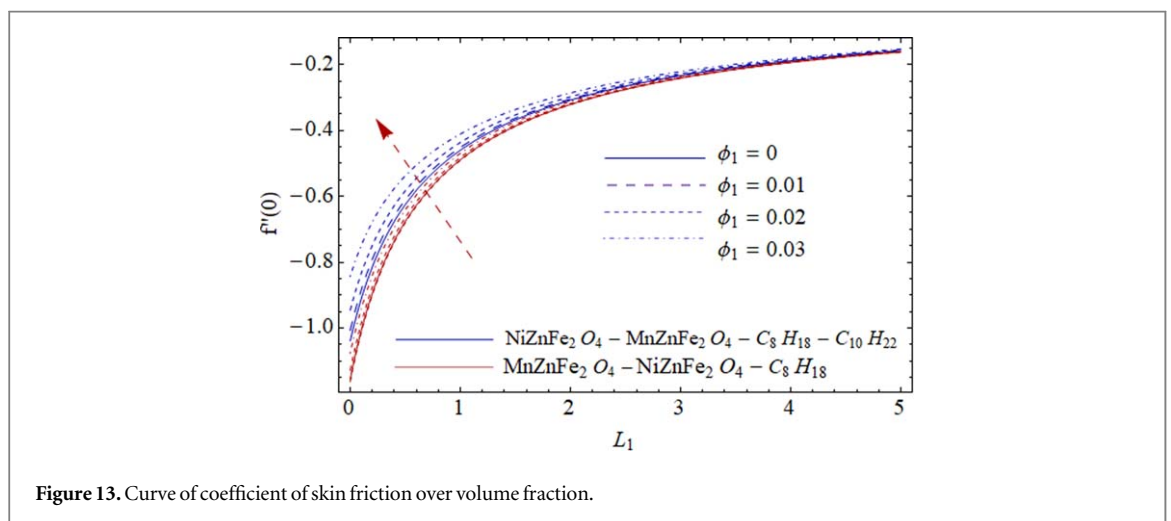 −0.2
−0.4
−0.6
−0.8
−1.0
f''(0)
ϕ₁ = 0
ϕ₁ = 0.01
ϕ₁ = 0.02
ϕ₁ = 0.03
NiZnFe₂ O₄ − MnZnFe₂ O₄ − C₈ H₁₈ − C₁₀ H₂₂
MnZnFe₂ O₄ − NiZnFe₂ O₄ − C₈ H₁₈
0 1 2 3 4 5
L₁
Figure 13. Curve of coefficient of skin friction over volume fraction.